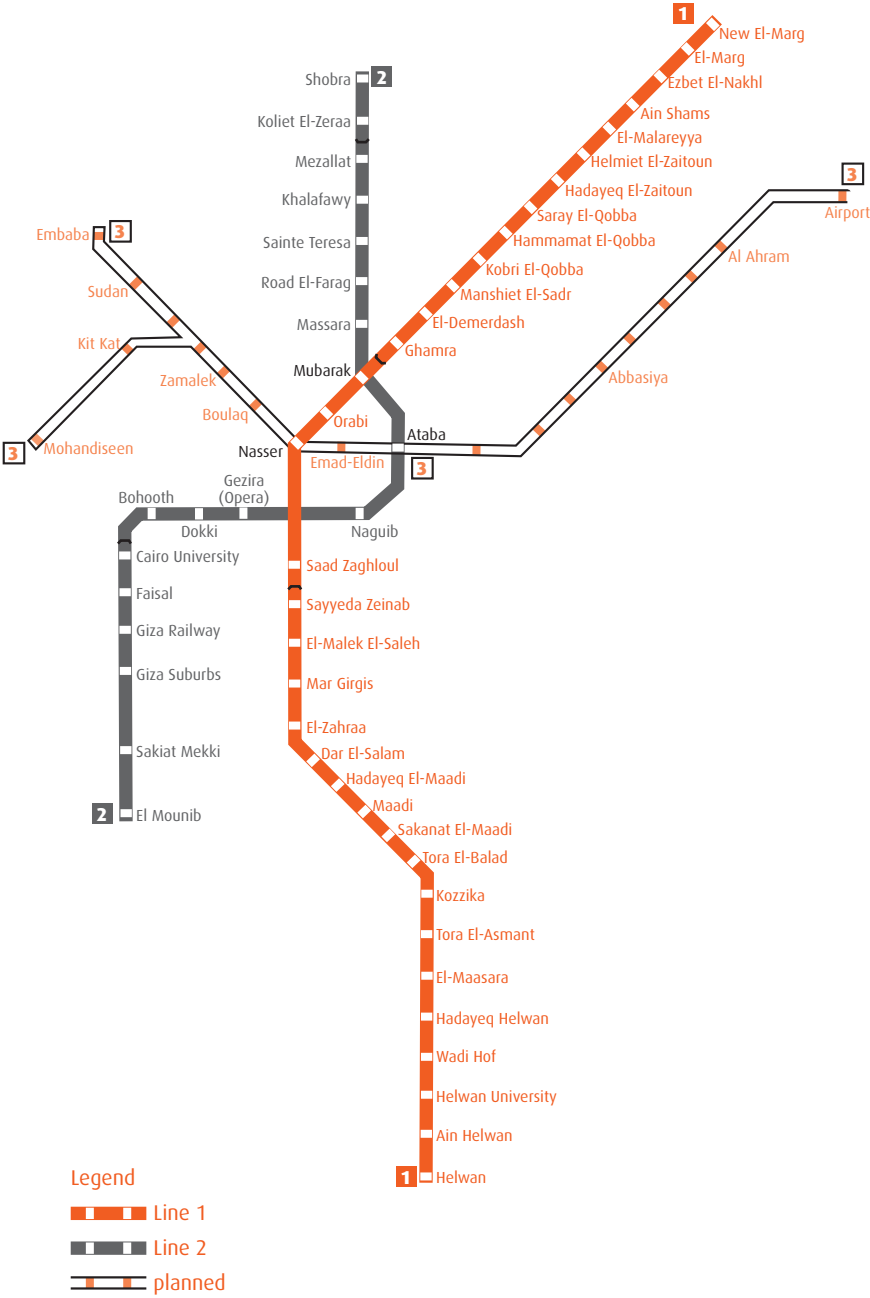 1
New El-Marg
El-Marg
Ezbet El-Nakhl
Ain Shams
El-Malareyya
Helmiet El-Zaitoun
Hadayeq El-Zaitoun
Saray El-Qobba
Hammamat El-Qobba
Kobri El-Qobba
Manshiet El-Sadr
El-Demerdash
Ghamra
Mubarak
Orabi
Nasser
2
Shobra
Koliet El-Zeraa
Mezallat
Khalafawy
Sainte Teresa
Road El-Farag
Massara
3
Airport
Al Ahram
Abbasiya
Ataba
3
Emad-Eldin
Embaba
3
Sudan
Kit Kat
Zamalek
Boulaq
3
Mohandiseen
Naguib
Gezira
(Opera)
Dokki
Bohooth
Cairo University
Faisal
Giza Railway
Giza Suburbs
Sakiat Mekki
2
El Mounib
Saad Zaghloul
Sayyeda Zeinab
El-Malek El-Saleh
Mar Girgis
El-Zahraa
Dar El-Salam
Hadayeq El-Maadi
Maadi
Sakanat El-Maadi
Tora El-Balad
Kozzika
Tora El-Asmant
El-Maasara
Hadayeq Helwan
Wadi Hof
Helwan University
Ain Helwan
1
Helwan
Legend
Line 1
Line 2
planned